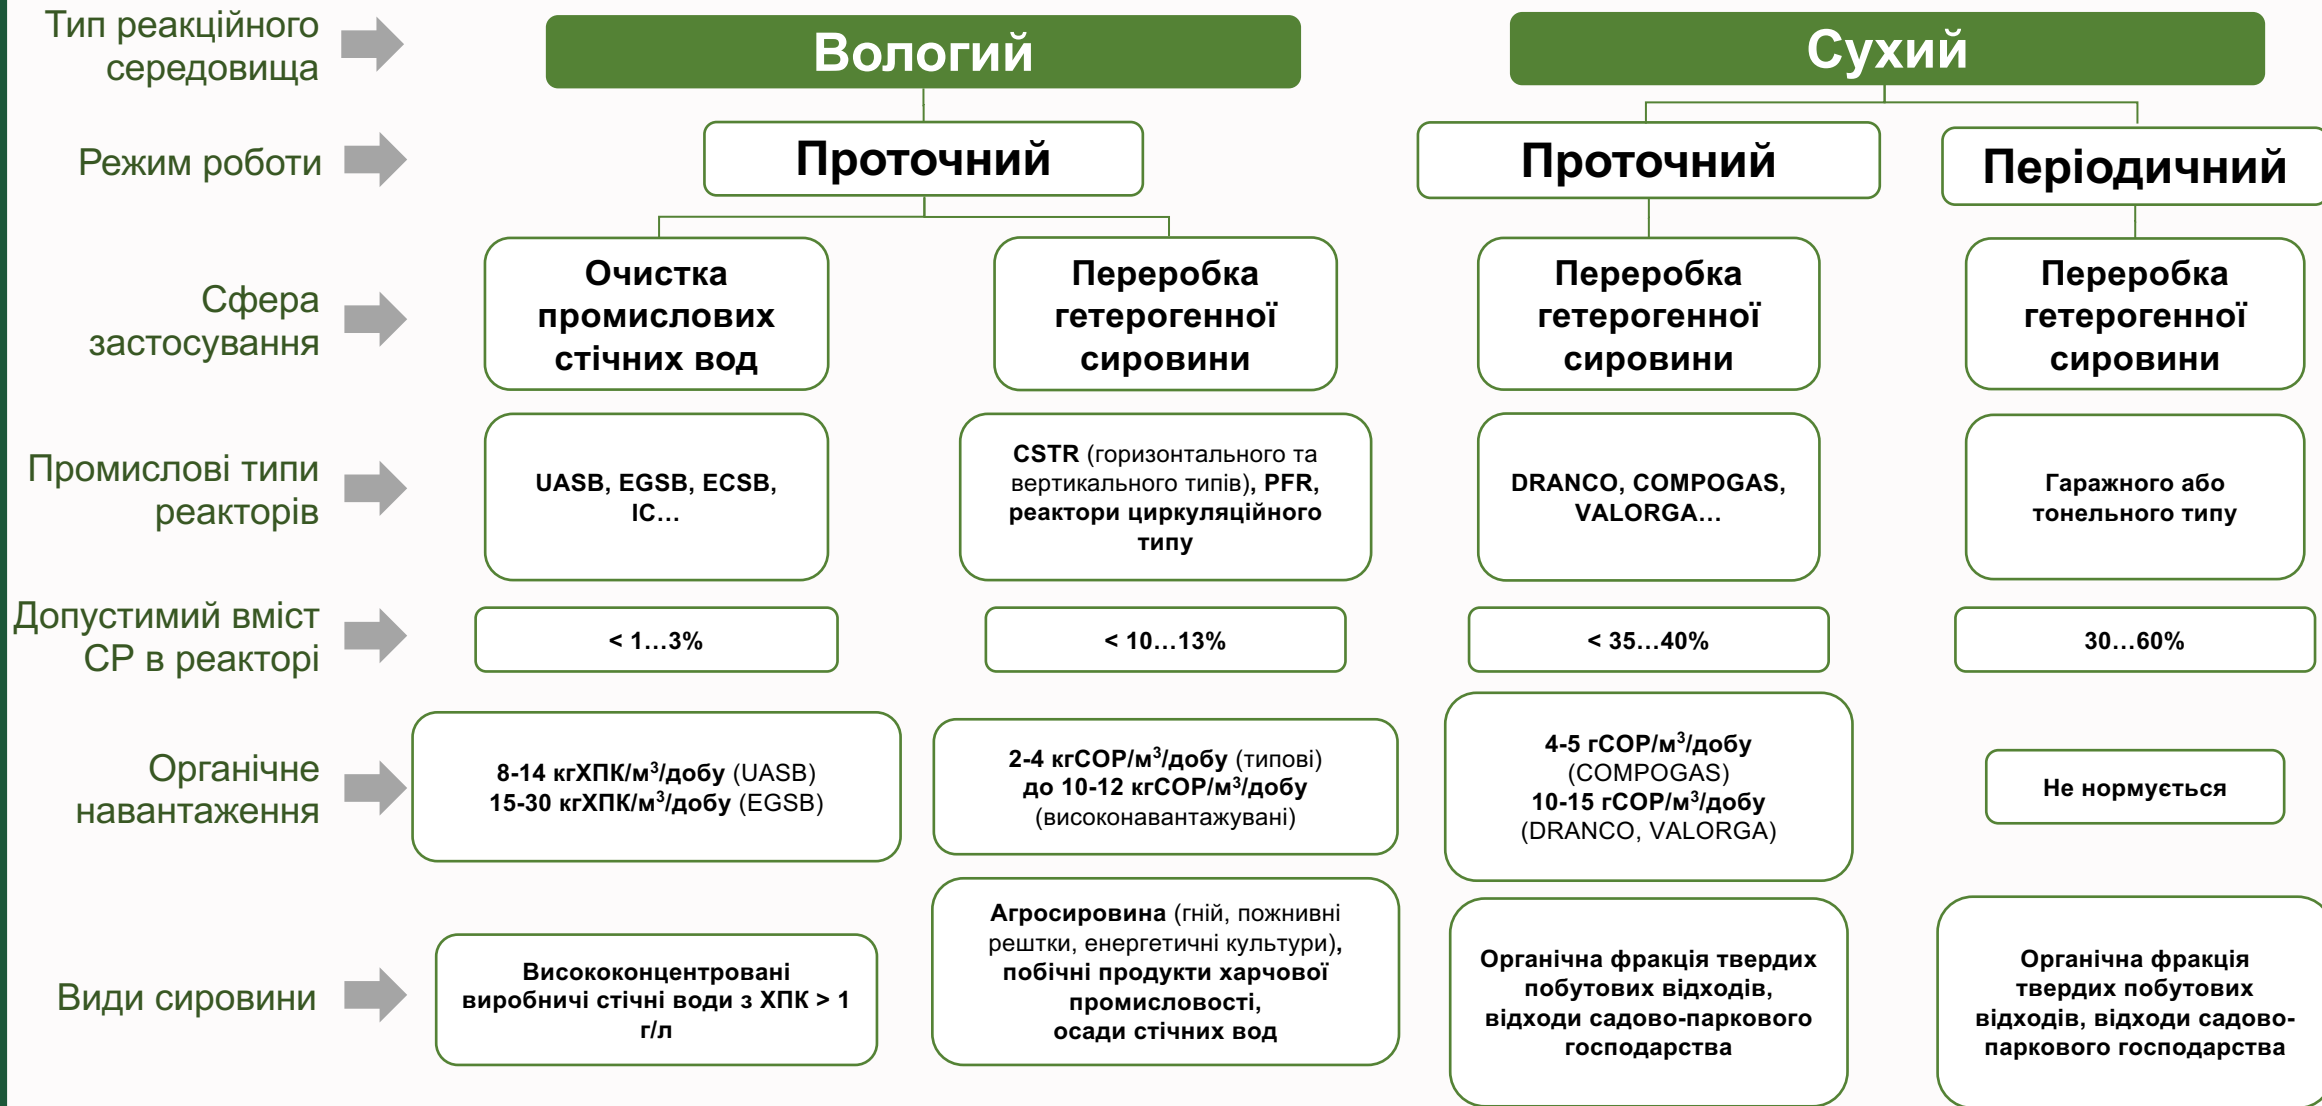 Тип реакційного
середовища
Вологий
Сухий
Режим роботи
Проточний
Проточний
Періодичний
Сфера
застосування
Очистка
промислових
стічних вод
Переробка
гетерогенної
сировини
Переробка
гетерогенної
сировини
Переробка
гетерогенної
сировини
Промислові типи
реакторів
UASB, EGSB, ECSB,
IC…
CSTR (горизонтального та
вертикального типів), PFR,
реактори циркуляційного
типу
DRANCO, COMPOGAS,
VALORGA…
Гаражного або
тонельного типу
Допустимий вміст
СР в реакторі
< 1…3%
< 10…13%
< 35…40%
30…60%
Органічне
навантаження
8-14 кгХПК/м³/добу (UASB)
15-30 кгХПК/м³/добу (EGSB)
2-4 кгСОР/м³/добу (типові)
до 10-12 кгСОР/м³/добу
(високонавантажувані)
4-5 гСОР/м³/добу
(COMPOGAS)
10-15 гСОР/м³/добу
(DRANCO, VALORGA)
Не нормується
Види сировини
Висококонцентровані
виробничі стічні води з ХПК > 1
г/л
Агросировина (гній, пожнивні
рештки, енергетичні культури),
побічні продукти харчової
промисловості,
осади стічних вод
Органічна фракція твердих
побутових відходів,
відходи садово-паркового
господарства
Органічна фракція
твердих побутових
відходів, відходи садово-
паркового господарства